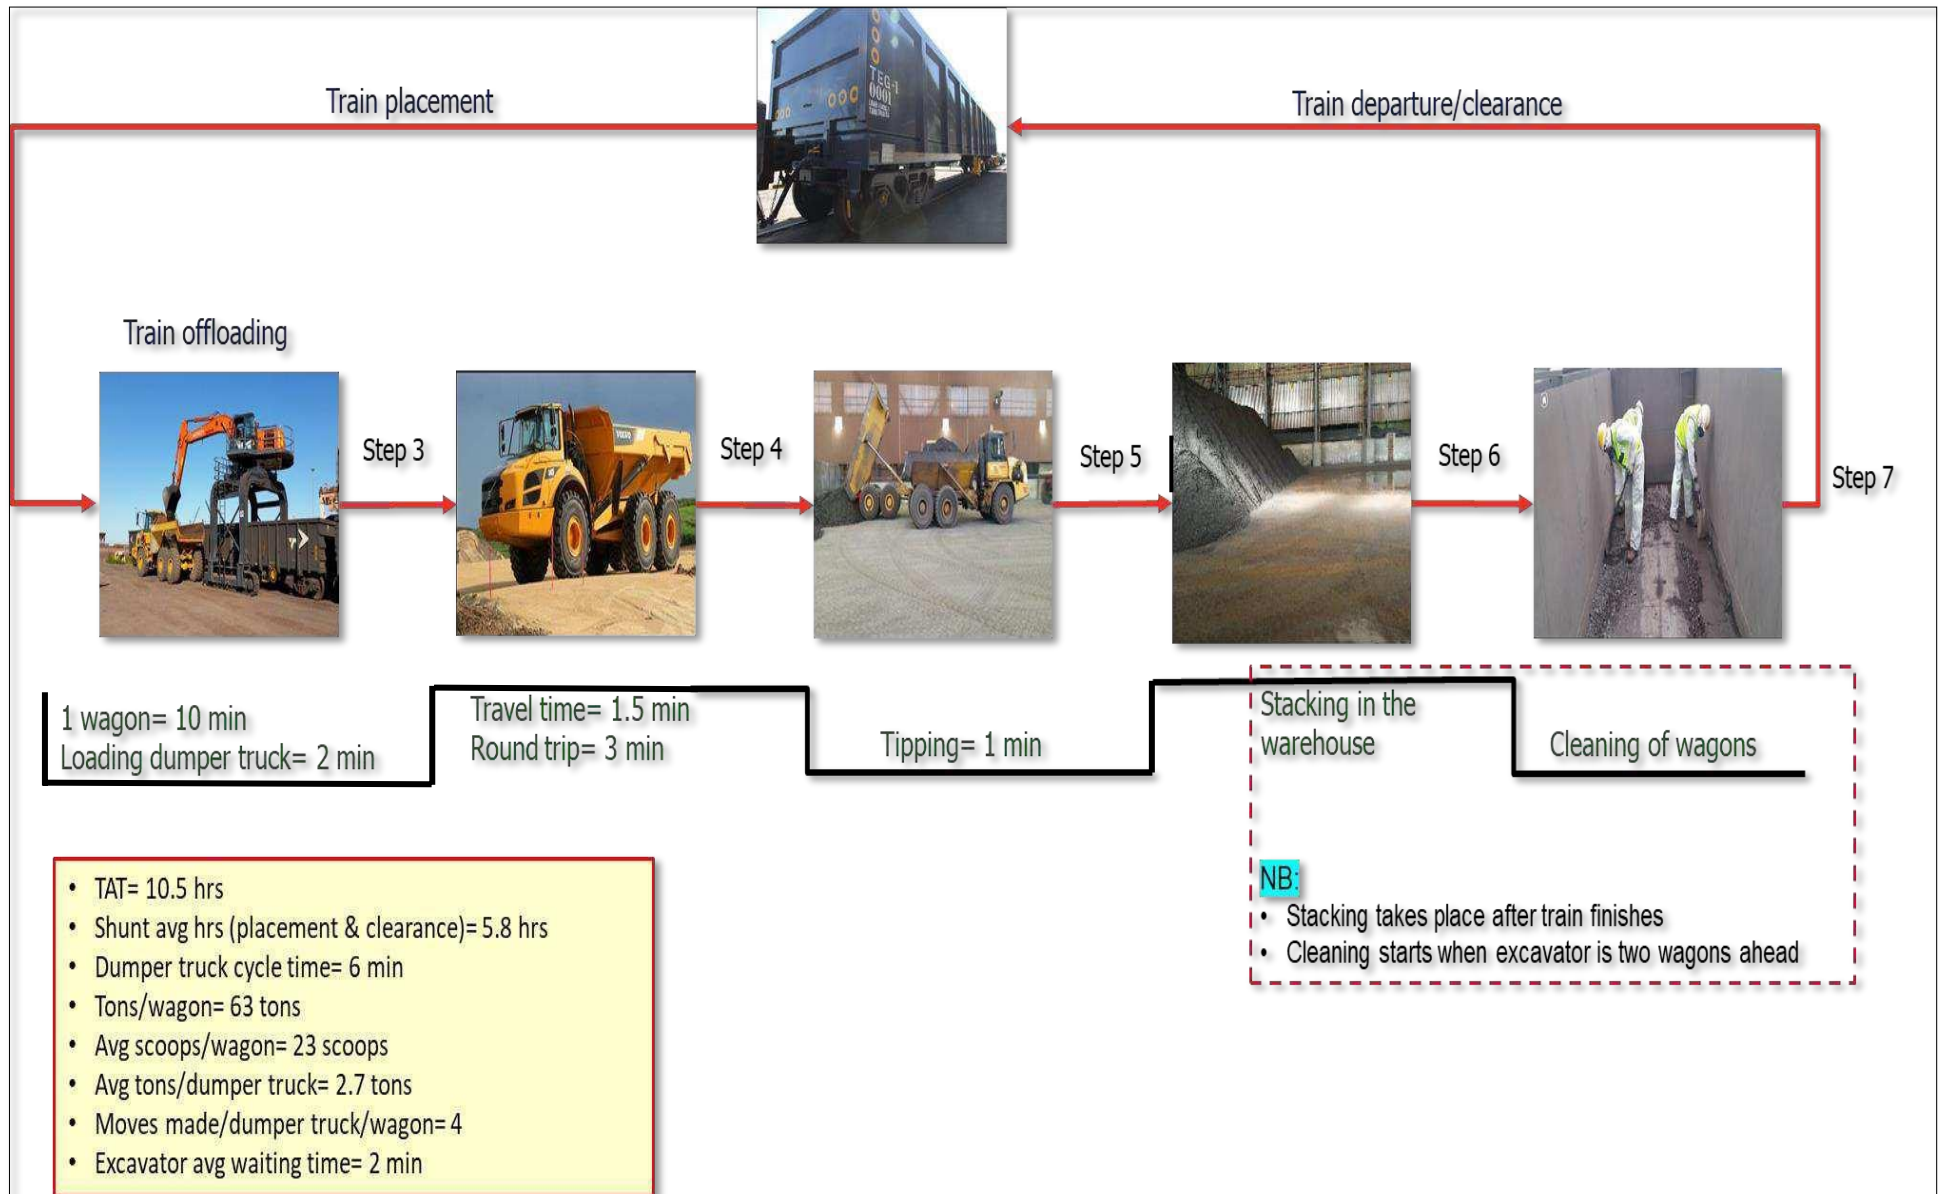 Train placement
Train departure/clearance
TEG-1
0001
Train offloading
Step 3
Step 4
Step 5
Step 6
Step 7
VOLVO
1 wagon= 10 min
Loading dumper truck= 2 min
Travel time= 1.5 min
Round trip= 3 min
Tipping= 1 min
Stacking in the
warehouse
Cleaning of wagons
• TAT= 10.5 hrs
• Shunt avg hrs (placement & clearance)= 5.8 hrs
• Dumper truck cycle time= 6 min
• Tons/wagon= 63 tons
• Avg scoops/wagon= 23 scoops
• Avg tons/dumper truck= 2.7 tons
• Moves made/dumper truck/wagon= 4
• Excavator avg waiting time= 2 min
NB:
• Stacking takes place after train finishes
• Cleaning starts when excavator is two wagons ahead